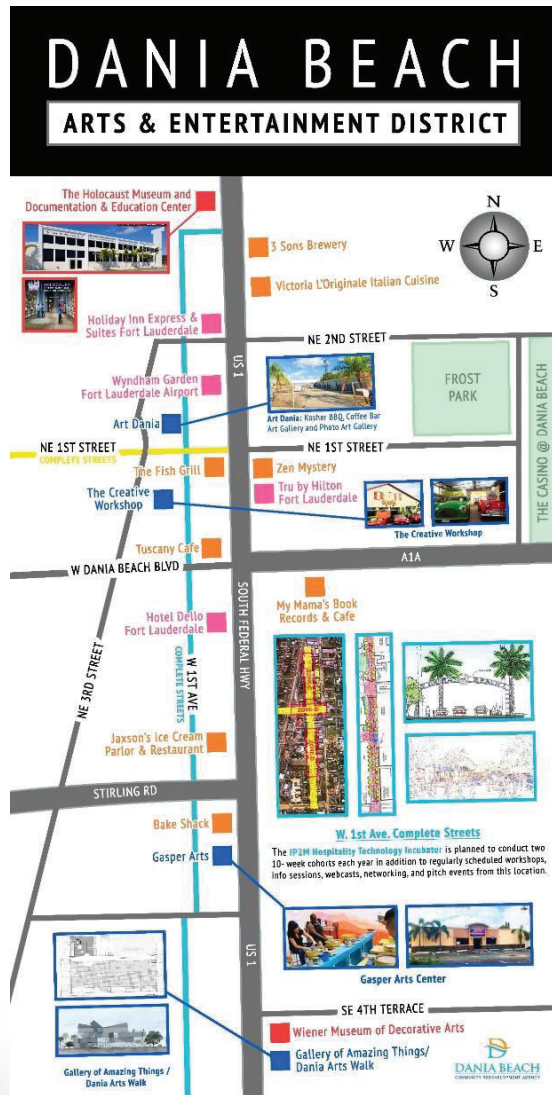 DANIA BEACH
ARTS & ENTERTAINMENT DISTRICT
The Holocaust Museum and
Documentation & Education Center
N
W
E
S
3 Sons Brewery
Victoria L'Originale Italian Cuisine
Holiday Inn Express &
Suites Fort Lauderdale
NE 2ND STREET
US 1
Wyndham Garden
Fort Lauderdale Airport
FROST
PARK
THE CASINO @ DANIA BEACH
Art Dania
Art Dania: Kosher BBQ, Coffee Bar
Art Gallery and Photo Art Gallery
NE 1ST STREET
COMPLETE STREETS
NE 1ST STREET
The Fish Grill
Zen Mystery
The Creative
Workshop
Tru by Hilton
Fort Lauderdale
The Creative Workshop
Tuscany Cafe
A1A
W DANIA BEACH BLVD
SOUTH FEDERAL HWY
My Mama's Book
Records & Cafe
Hotel Dello
Fort Lauderdale
NE 3RD STREET
W 1ST AVE
COMPLETE STREETS
Jaxson's Ice Cream
Parlor & Restaurant
STIRLING RD
Bake Shack
W. 1st Ave. Complete Streets
The IP2M Hospitality Technology Incubator is planned to conduct two
10- week cohorts each year in addition to regularly scheduled workshops,
info sessions, webcasts, networking, and pitch events from this location.
Gasper Arts
US 1
Gasper Arts Center
SE 4TH TERRACE
Wiener Museum of Decorative Arts
Gallery of Amazing Things/
Dania Arts Walk
Gallery of Amazing Things /
Dania Arts Walk
DANIA BEACH
COMMUNITY REDEVELOPMENT AGENCY